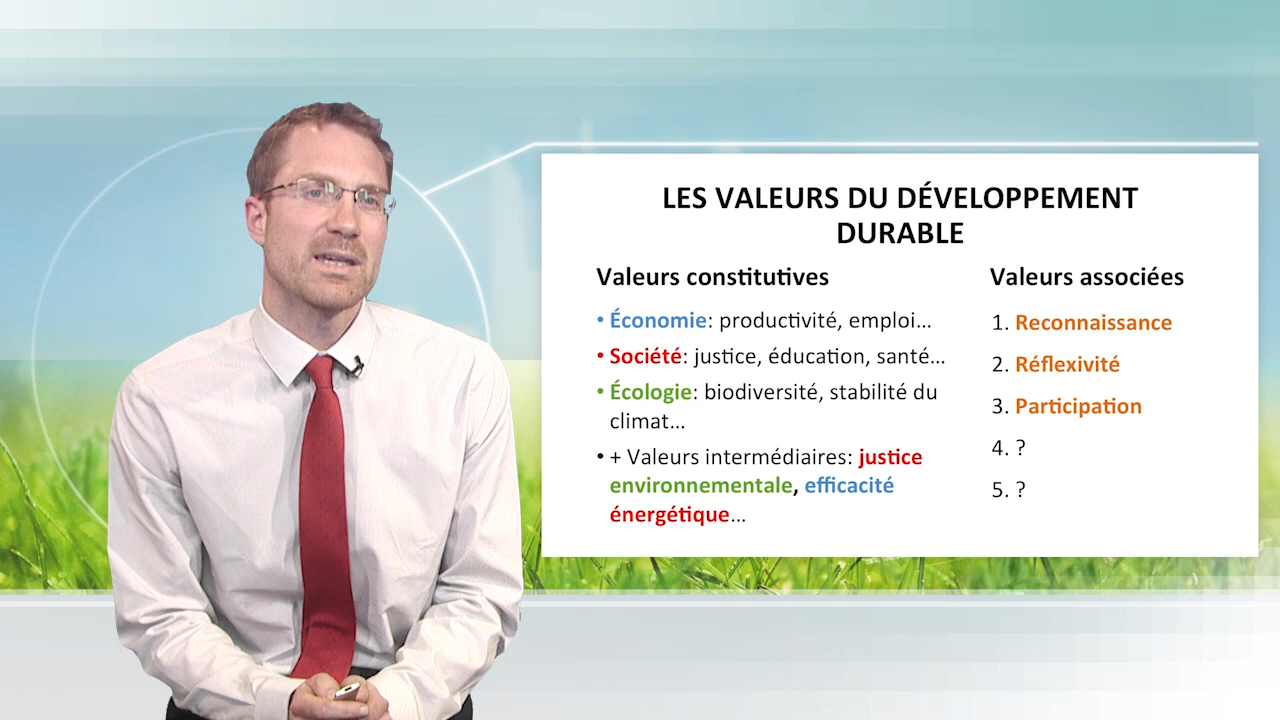 LES VALEURS DU DÉVELOPPEMENT
DURABLE
Valeurs constitutives
• Économie: productivité, emploi...
• Société: justice, éducation, santé...
• Écologie: biodiversité, stabilité du
climat...
• + Valeurs intermédiaires: justice
environnementale, efficacité
énergétique...
Valeurs associées
1. Reconnaissance
2. Réflexivité
3. Participation
4. ?
5. ?